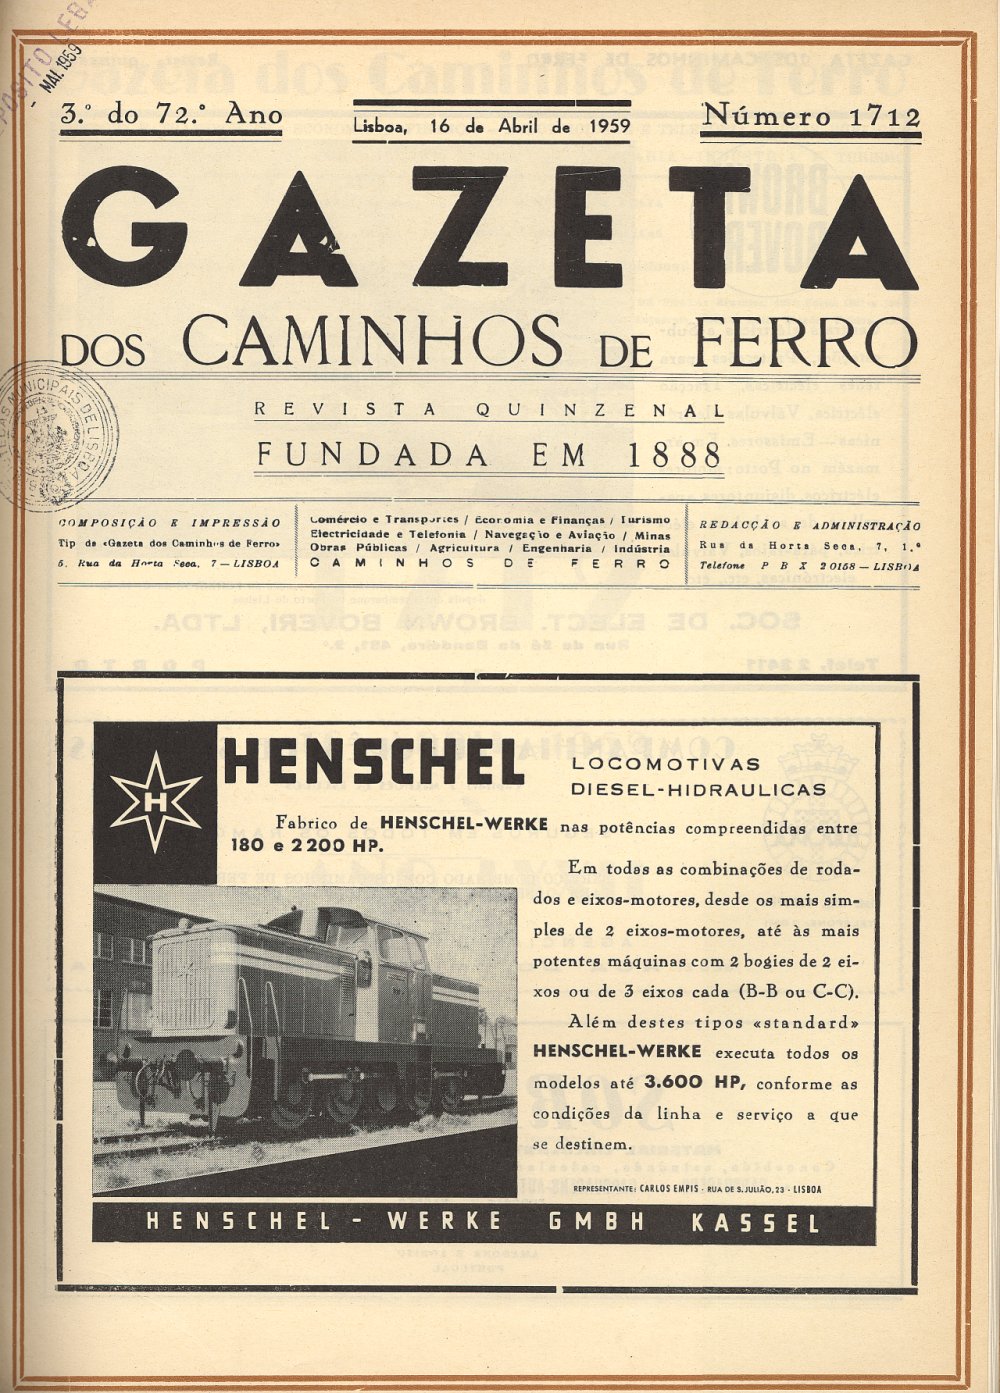 POSITO LEGA
MAI. 1959
3.º do 72.º Ano
Lisboa, 16 de Abril de 1959
Número 1712
GAZETA
DOS CAMINHOS DE FERRO
REVISTA QUINZENAL
FUNDADA EM 1888
MUNICIPAIS DE LISBOA
COMPOSIÇÃO E IMPRESSÃO
Tip da «Gazeta dos Caminhos de Ferro»
5, Rua da Horta Seca, 7 — LISBOA
Comércio e Transportes / Economia e Finanças / Turismo
Electricidade e Telefonia / Navegação e Aviação / Minas
Obras Públicas / Agricultura / Engenharia / Indústria
CAMINHOS DE FERRO
REDACÇÃO E ADMINISTRAÇÃO
Rua da Horta Seca, 7, 1.º
Telefone P B X 20158 — LISBOA
H
HENSCHEL
LOCOMOTIVAS
DIESEL-HIDRAULICAS
Fabrico de HENSCHEL-WERKE nas potências compreendidas entre
180 e 2200 HP.
Em todas as combinações de roda-
dos e eixos-motores, desde os mais sim-
ples de 2 eixos-motores, até às mais
potentes máquinas com 2 bogies de 2 ei-
xos ou de 3 eixos cada (B-B ou C-C).
Além destes tipos «standard»
HENSCHEL-WERKE executa todos os
modelos até 3.600 HP, conforme as
condições da linha e serviço a que
se destinem.
REPRESENTANTE: CARLOS EMPIS · RUA DE S. JULIÃO, 23 · LISBOA
HENSCHEL - WERKE GMBH KASSEL